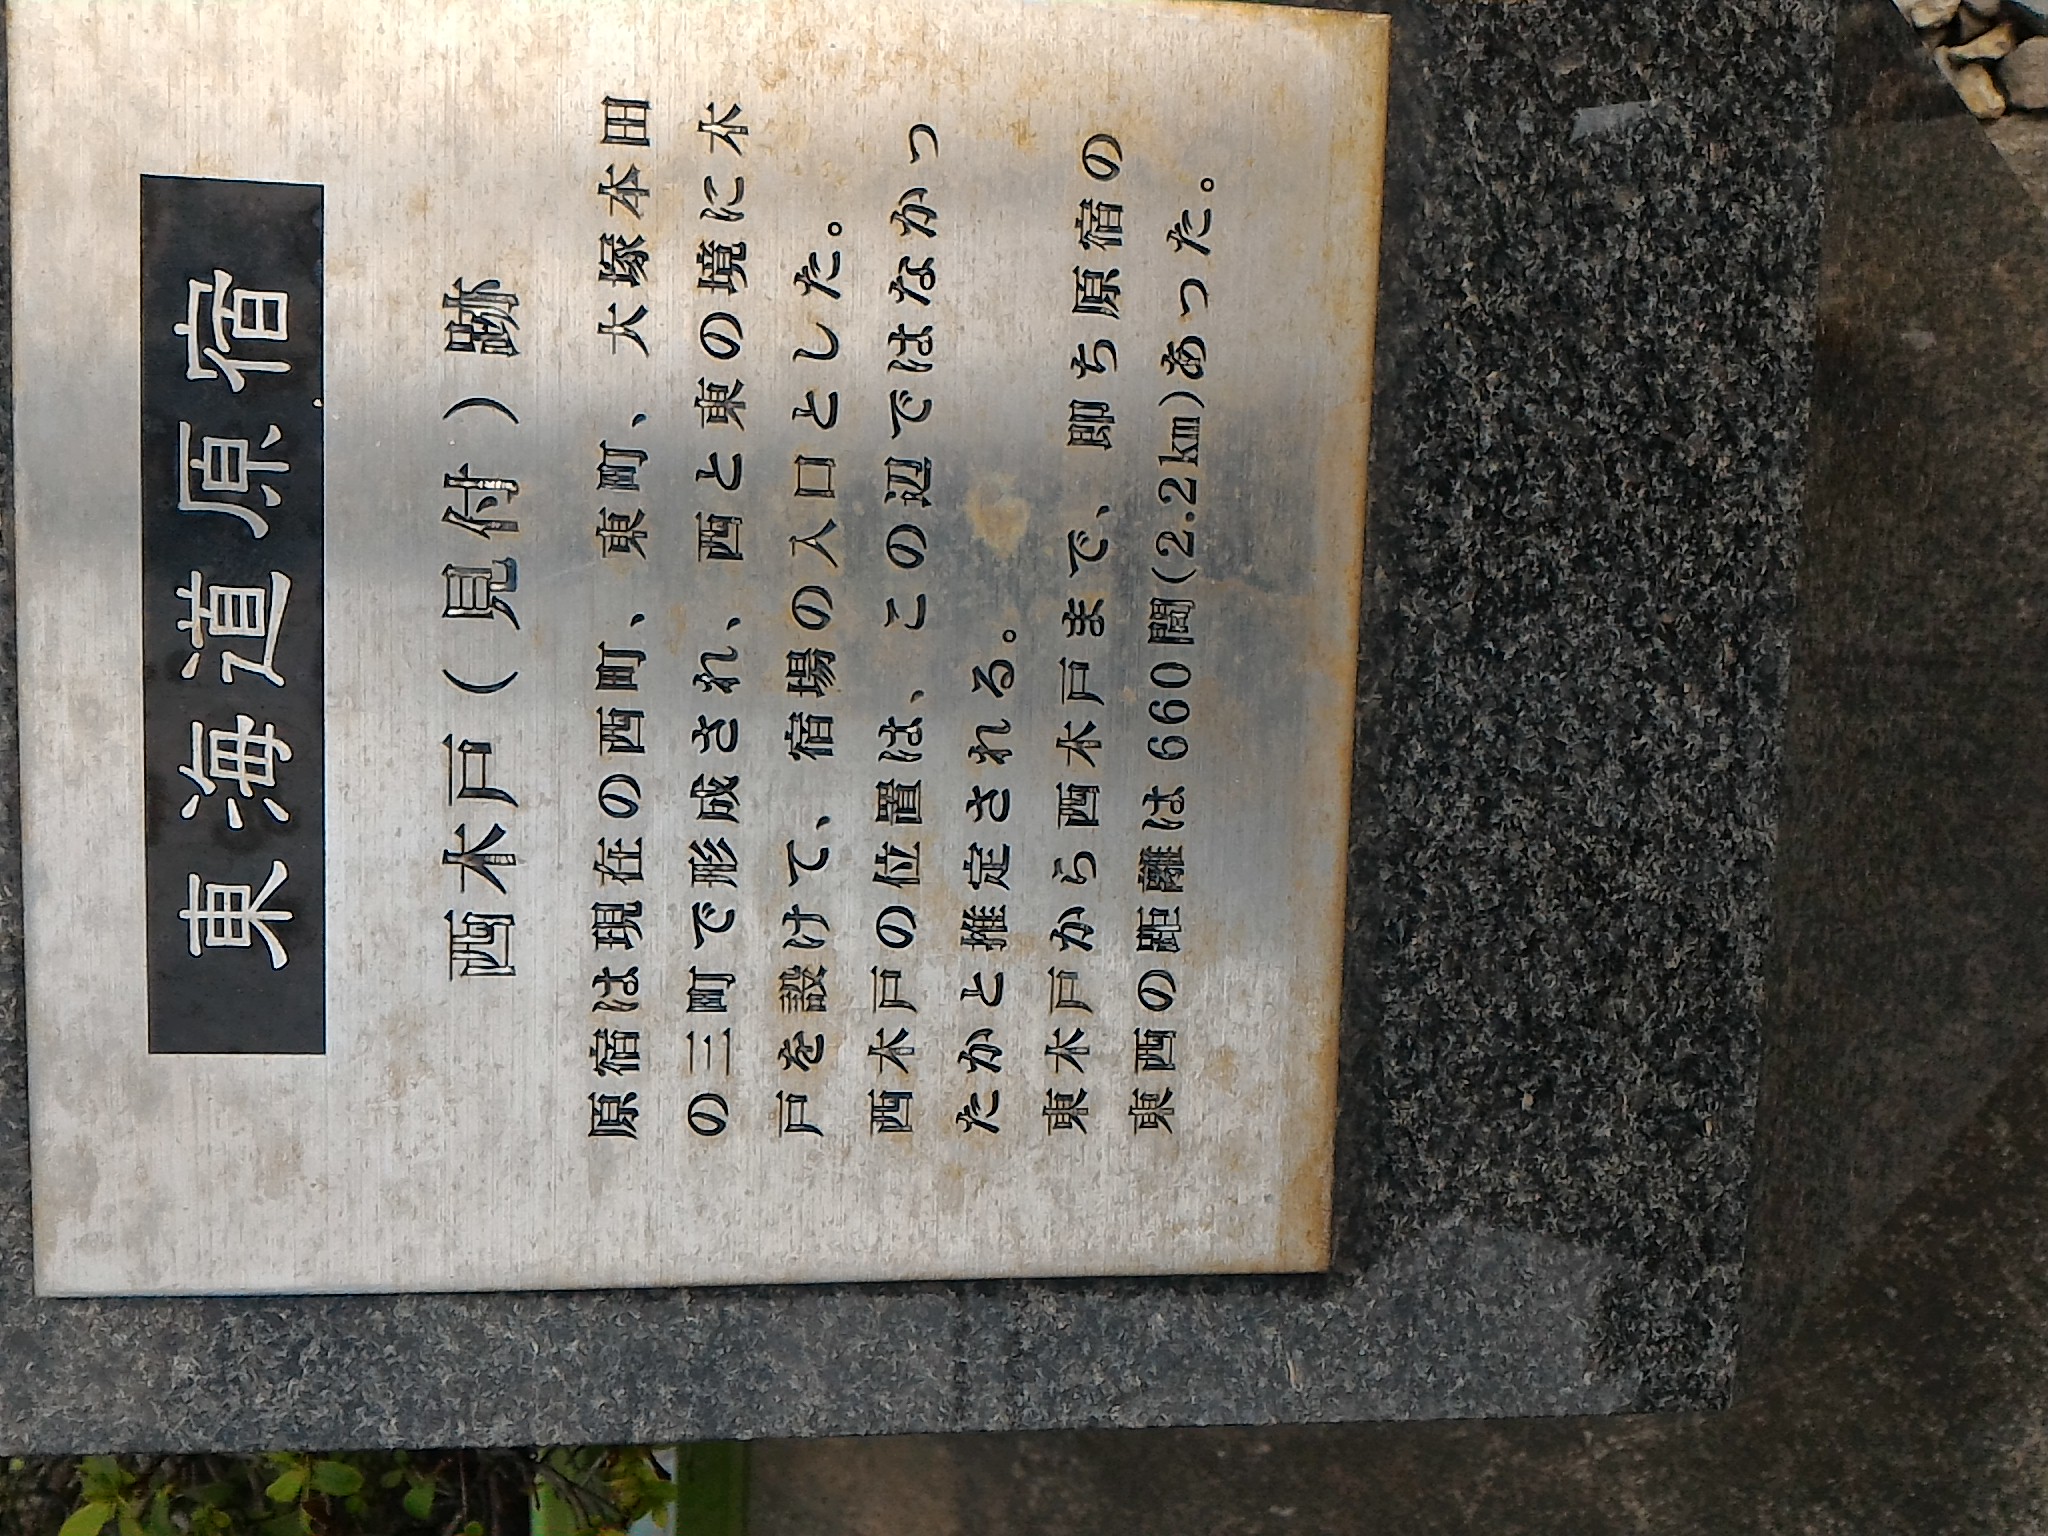 東海道原宿
西木戸(見付)跡
原宿は現在の西町、東町、大塚本田
の三町で形成され、西と東の境に木
戸を設けて、宿場の入口とした。
西木戸の位置は、この辺ではなかっ
たかと推定される。
東木戸から西木戸まで、即ち原宿の
東西の距離は660間(2.2km)あった。